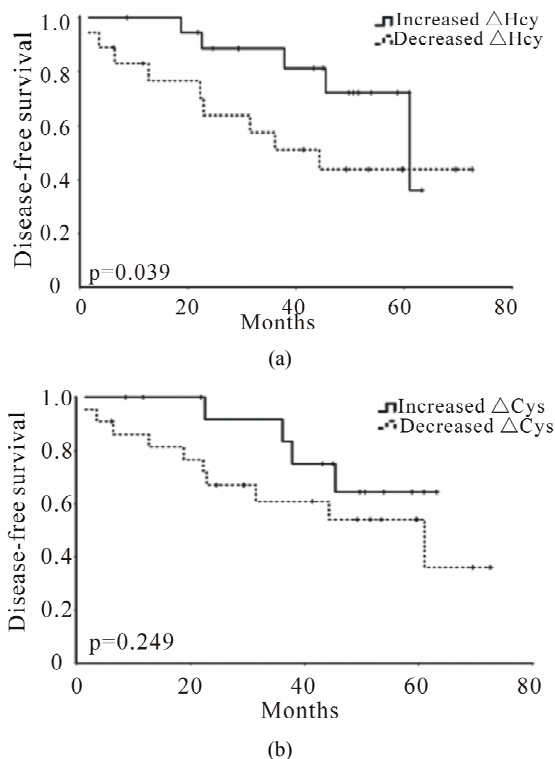 Increased △Hcy
Decreased △Hcy
Disease-free survival
1.0
0.8
0.6
0.4
0.2
0
p=0.039
20
40
60
80
Months
(a)
Increased △Cys
Decreased △Cys
Disease-free survival
1.0
0.8
0.6
0.4
0.2
0
p=0.249
0
20
40
60
80
Months
(b)